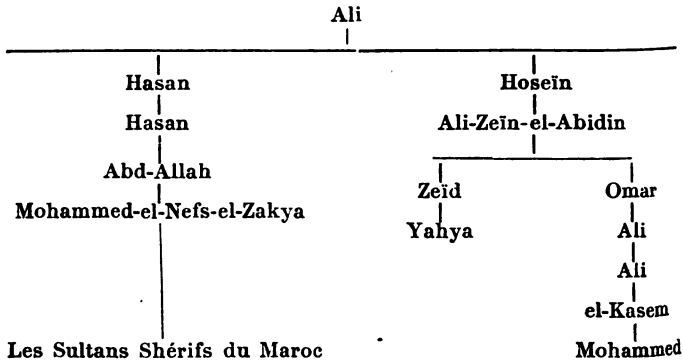 Ali
Hasan Hoseïn
Hasan Ali-Zeïn-el-Abidin
Abd-Allah
Zeïd Omar
Mohammed-el-Nefs-el-Zakya
Yahya Ali
Ali
el-Kasem
Les Sultans Shérifs du Maroc Mohammed